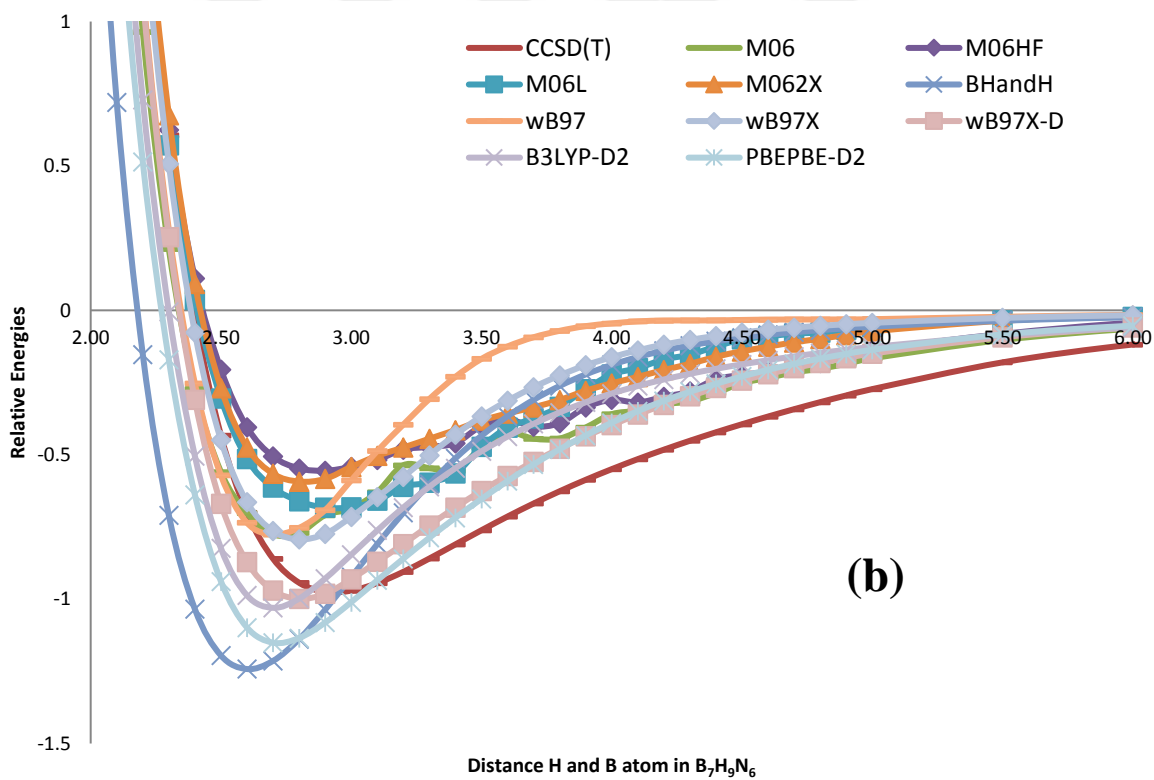 1
CCSD(T) M06 M06HF
M06L M062X BHandH
wB97 wB97X wB97X-D
B3LYP-D2 PBEPBE-D2
0.5
0
2.00 2.50 3.00 3.50 4.00 4.50 5.00 5.50 6.00
Relative Energies
-0.5
(b)
-1
-1.5
Distance H and B atom in B₇H₉N₆